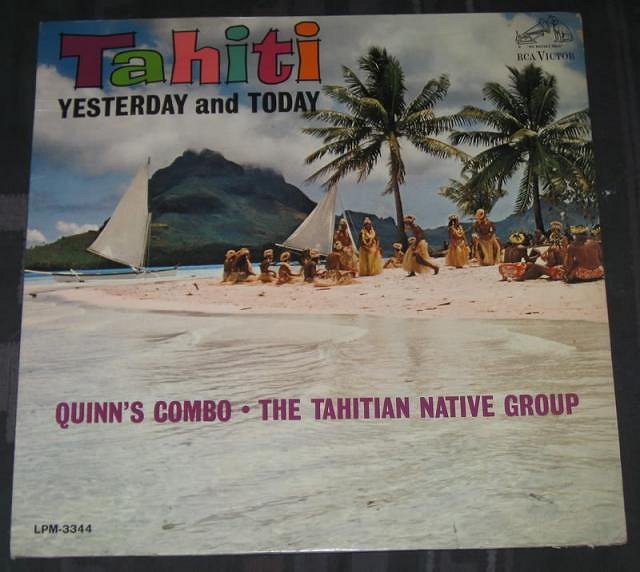 Tahiti
YESTERDAY and TODAY
RCA VICTOR
QUINN'S COMBO • THE TAHITIAN NATIVE GROUP
LPM-3344